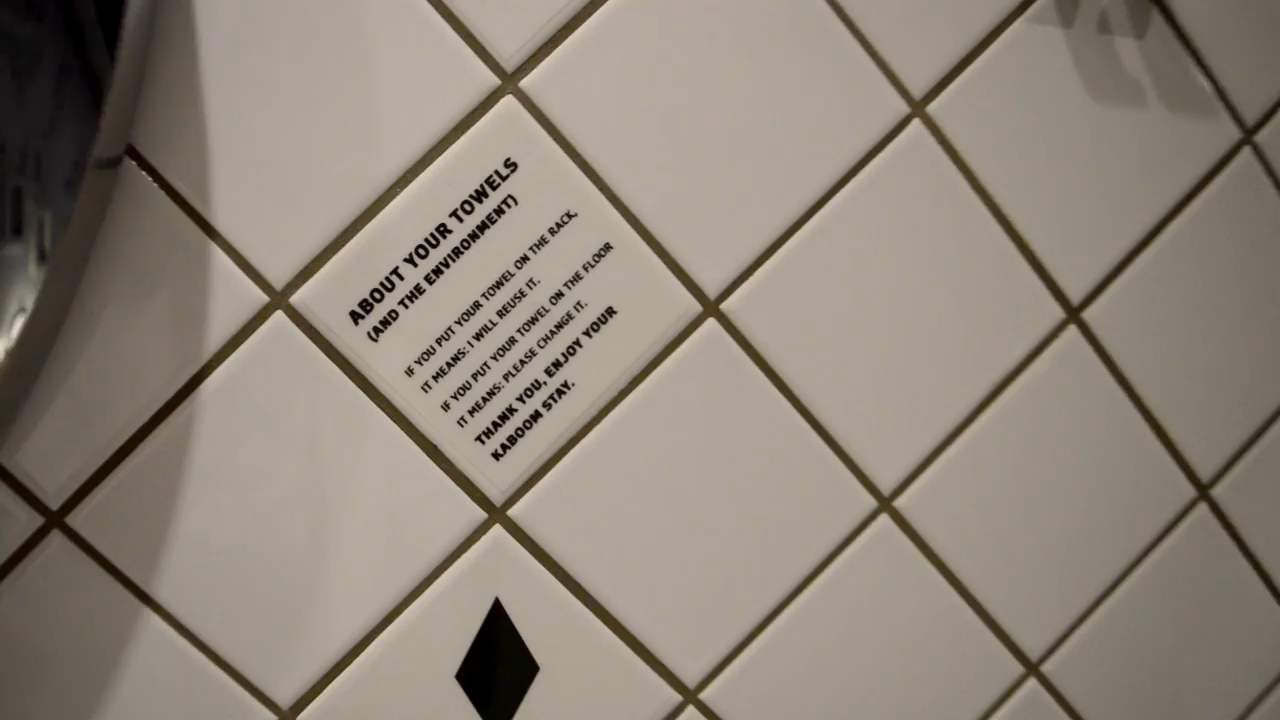 ABOUT YOUR TOWELS
(AND THE ENVIRONMENT)
IF YOU PUT YOUR TOWEL ON THE RACK,
IT MEANS: I WILL REUSE IT.
IF YOU PUT YOUR TOWEL ON THE FLOOR
IT MEANS: PLEASE CHANGE IT.
THANK YOU, ENJOY YOUR
KABOOM STAY.